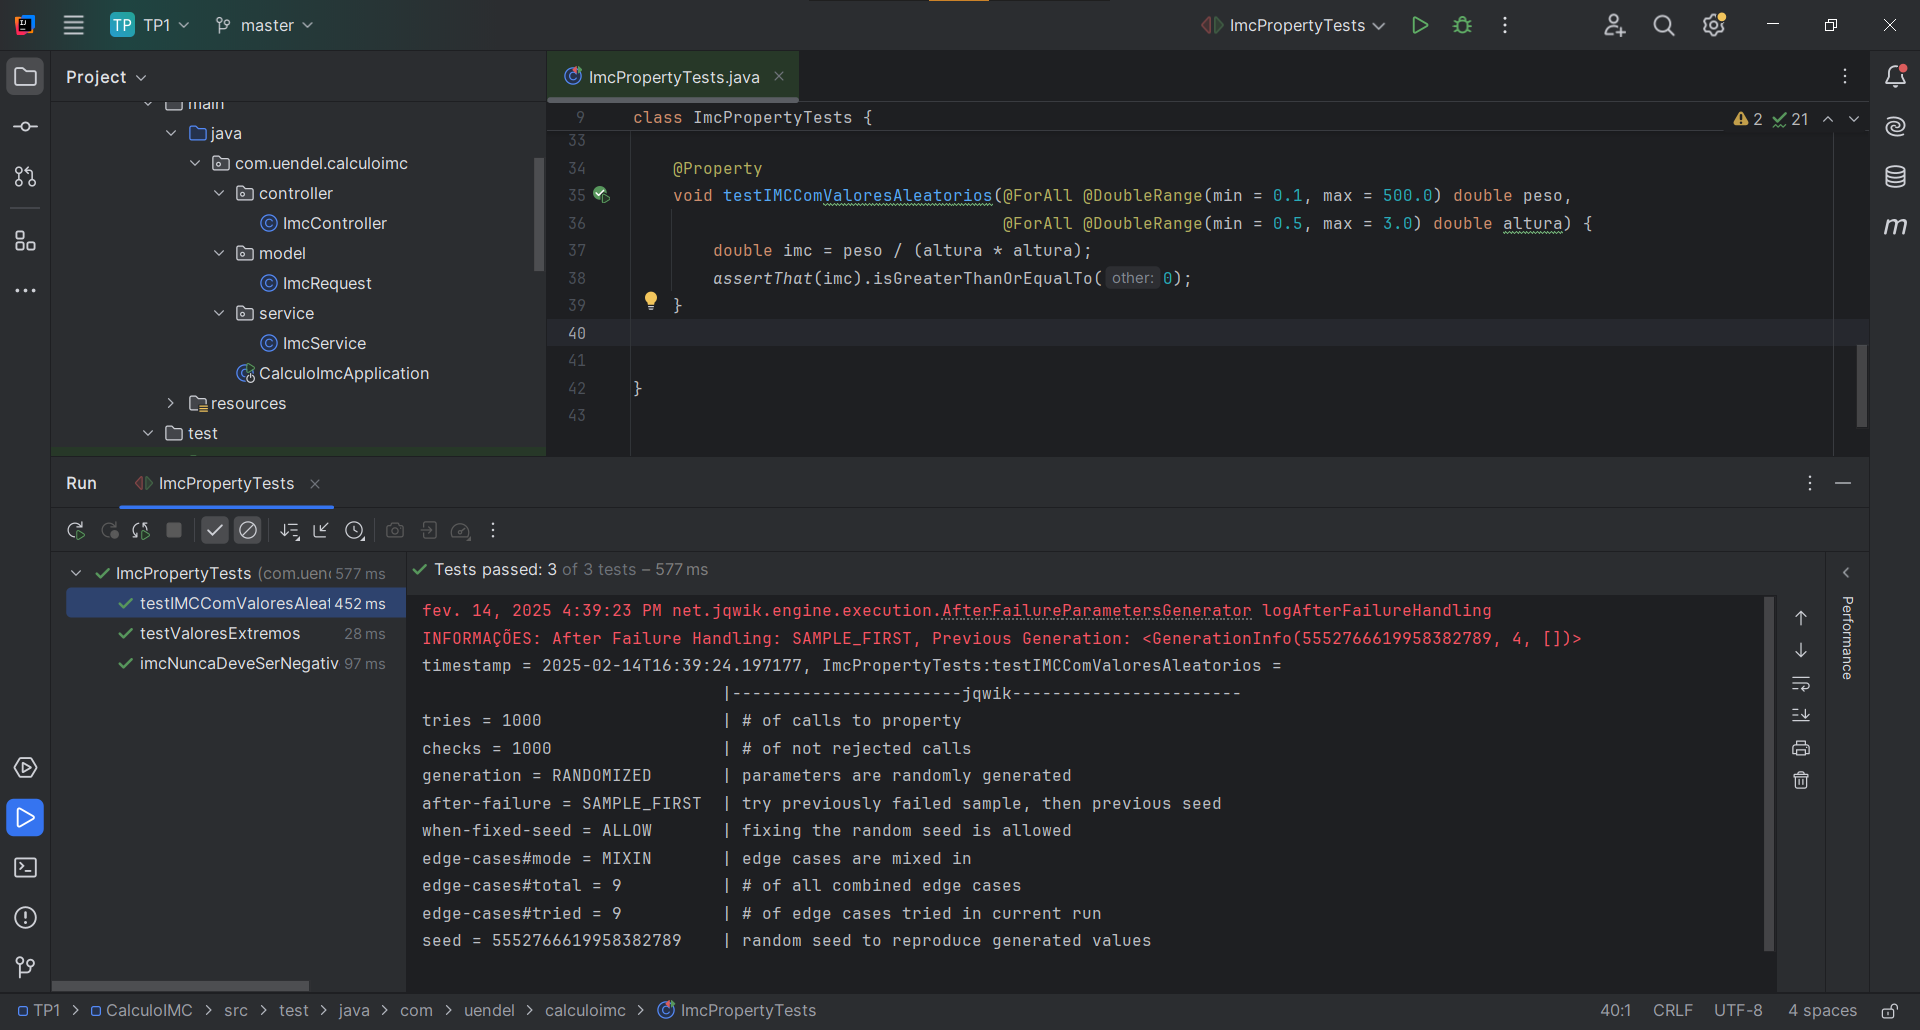 TP TP1 master ImcPropertyTests
Project
ImcPropertyTests.java
main
java
com.uendel.calculoimc
controller
ImcController
model
ImcRequest
service
ImcService
CalculoImcApplication
resources
test
9 class ImcPropertyTests {
2 21
33
34 @Property
35 void testIMCComValoresAleatorios(@ForAll @DoubleRange(min = 0.1, max = 500.0) double peso,
36 @ForAll @DoubleRange(min = 0.5, max = 3.0) double altura) {
37 double imc = peso / (altura * altura);
38 assertThat(imc).isGreaterThanOrEqualTo( other: 0);
39 }
40
41
42 }
43
Run ImcPropertyTests
ImcPropertyTests (com.uen 577 ms
testIMCComValoresAleat 452 ms
testValoresExtremos 28 ms
imcNuncaDeveSerNegativ 97 ms
Tests passed: 3 of 3 tests – 577 ms
fev. 14, 2025 4:39:23 PM net.jqwik.engine.execution.AfterFailureParametersGenerator logAfterFailureHandling
INFORMAÇÕES: After Failure Handling: SAMPLE_FIRST, Previous Generation: <GenerationInfo(5552766619958382789, 4, [])>
timestamp = 2025-02-14T16:39:24.197177, ImcPropertyTests:testIMCComValoresAleatorios =
|-----------------------jqwik-----------------------
tries = 1000 | # of calls to property
checks = 1000 | # of not rejected calls
generation = RANDOMIZED | parameters are randomly generated
after-failure = SAMPLE_FIRST | try previously failed sample, then previous seed
when-fixed-seed = ALLOW | fixing the random seed is allowed
edge-cases#mode = MIXIN | edge cases are mixed in
edge-cases#total = 9 | # of all combined edge cases
edge-cases#tried = 9 | # of edge cases tried in current run
seed = 5552766619958382789 | random seed to reproduce generated values
Performance
TP1 > CalculoIMC > src > test > java > com > uendel > calculoimc > ImcPropertyTests
40:1 CRLF UTF-8 4 spaces